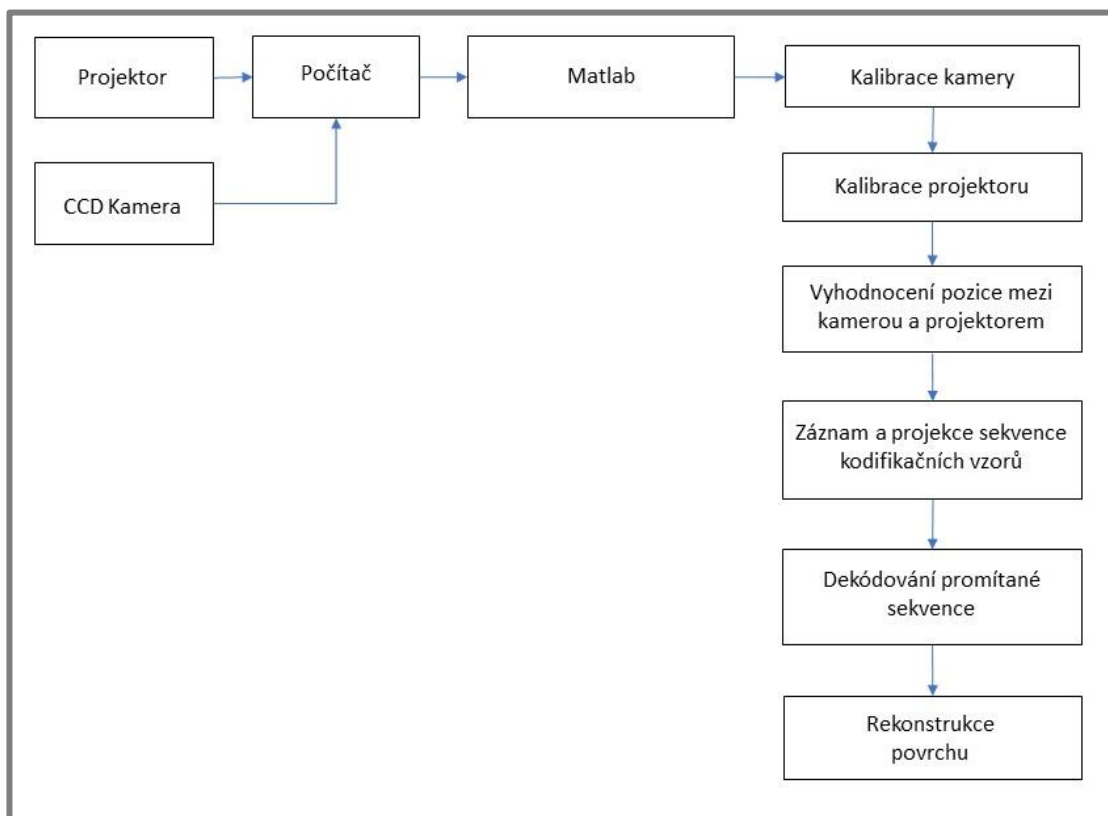 Projektor
Počítač
Matlab
Kalibrace kamery
CCD Kamera
Kalibrace projektoru
Vyhodnocení pozice mezi
kamerou a projektorem
Záznam a projekce sekvence
kodifikačních vzorů
Dekódování promítané
sekvence
Rekonstrukce
povrchu